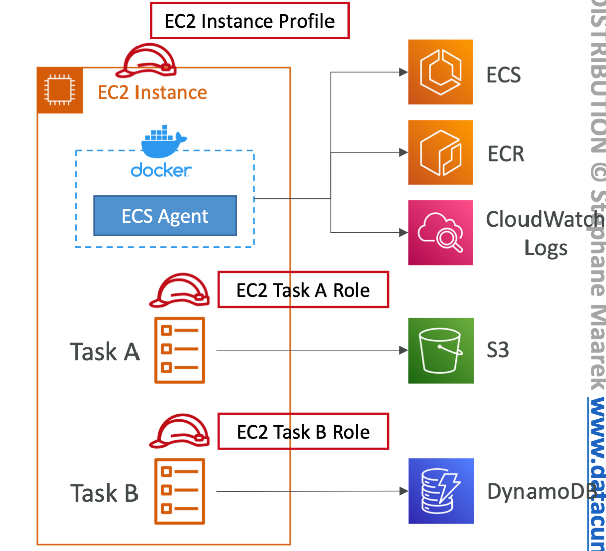 EC2 Instance Profile
EC2 Instance
docker
ECS Agent
ECS
ECR
CloudWatch
Logs
EC2 Task A Role
Task A
S3
EC2 Task B Role
Task B
DynamoDB
DISTRIBUTION © Stephane Maarek
www.datacum